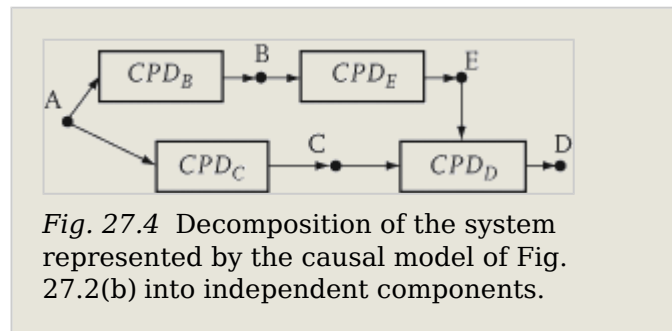 B
E
CPD_B
CPD_E
A
C
D
CPD_C
CPD_D
Fig. 27.4 Decomposition of the system
represented by the causal model of Fig.
27.2(b) into independent components.